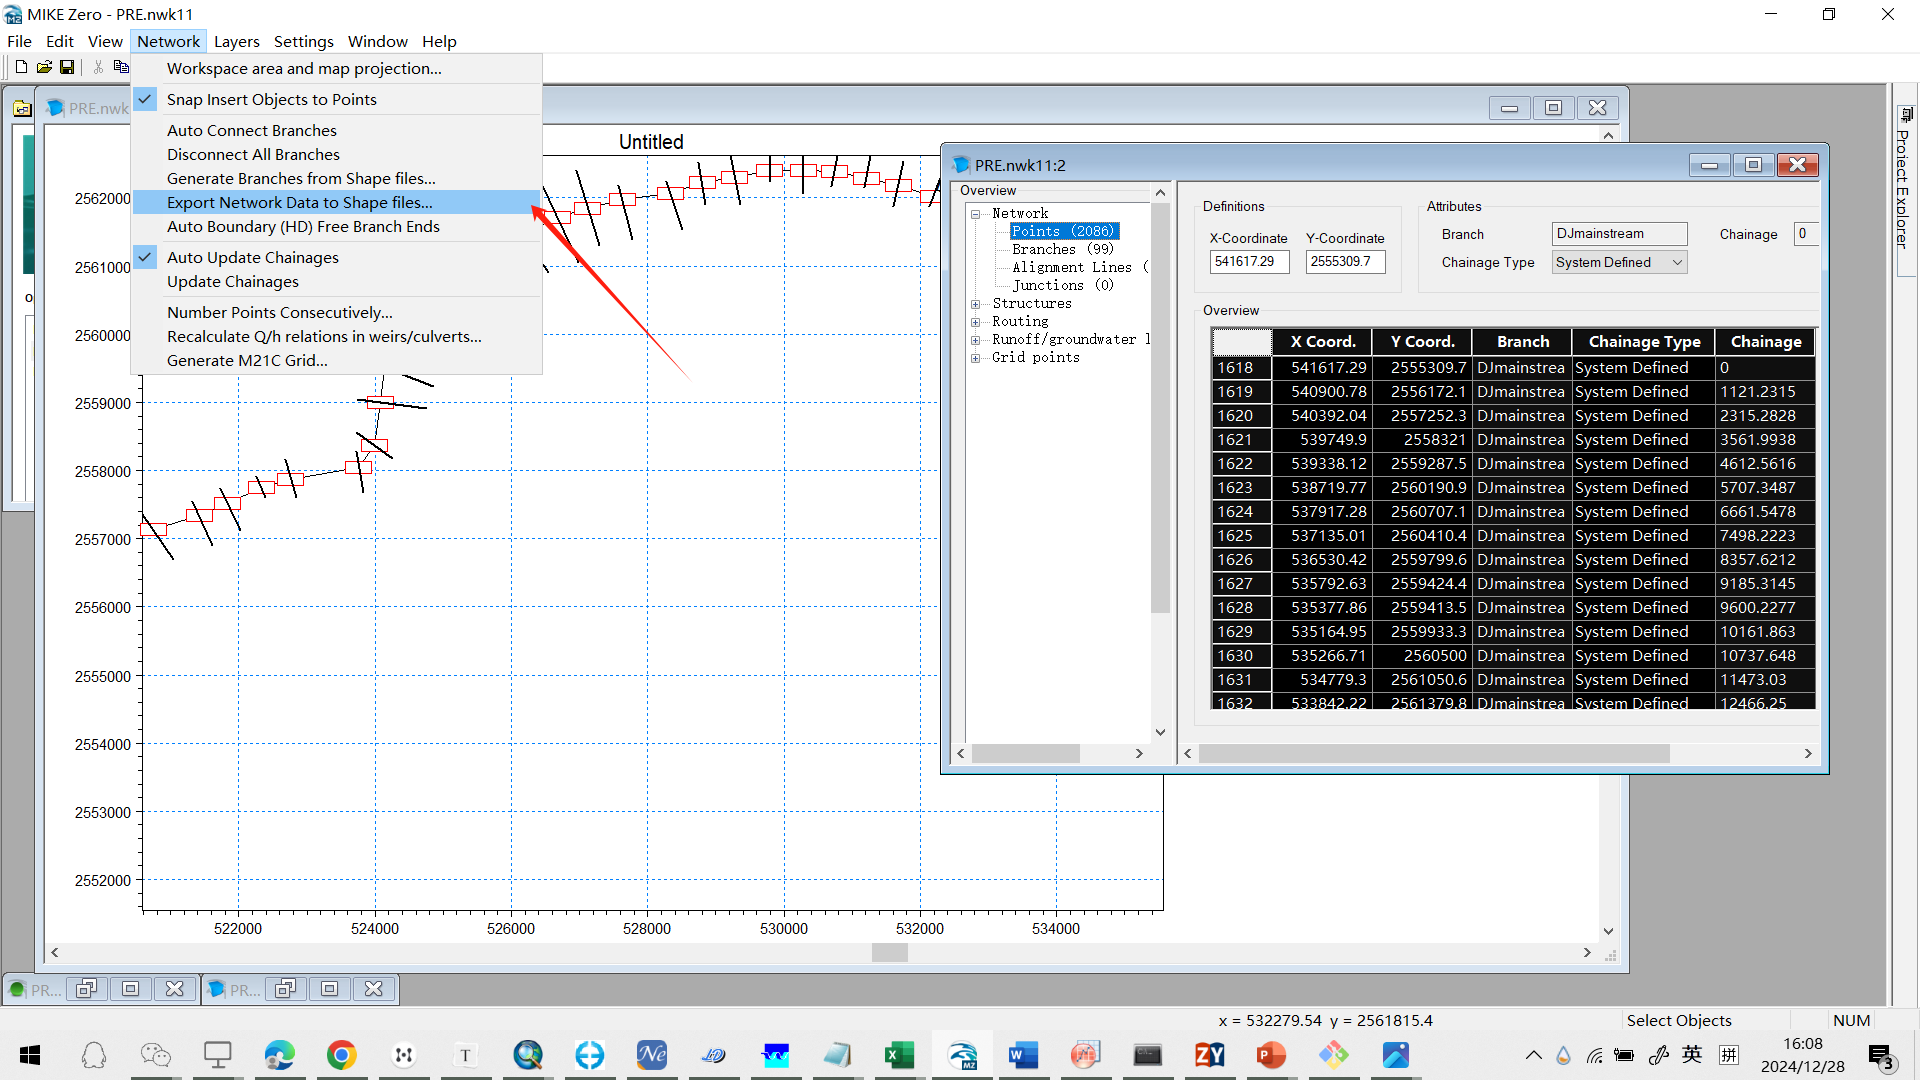 MIKE Zero - PRE.nwk11
File Edit View Network Layers Settings Window Help
Workspace area and map projection...
Snap Insert Objects to Points
Auto Connect Branches
Disconnect All Branches
Generate Branches from Shape files...
Export Network Data to Shape files...
Auto Boundary (HD) Free Branch Ends
Auto Update Chainages
Update Chainages
Number Points Consecutively...
Recalculate Q/h relations in weirs/culverts...
Generate M21C Grid...
PRE.nwk
Untitled
2562000
2561000
2560000
2559000
2558000
2557000
2556000
2555000
2554000
2553000
2552000
522000 524000 526000 528000 530000 532000 534000
PRE.nwk11:2
Overview
Network
Points (2086)
Branches (99)
Alignment Lines (
Junctions (0)
Structures
Routing
Runoff/groundwater l
Grid points
Definitions
X-Coordinate Y-Coordinate
541617.29 2555309.7
Attributes
Branch DJmainstream Chainage 0
Chainage Type System Defined
Overview
X Coord. Y Coord. Branch Chainage Type Chainage
1618 541617.29 2555309.7 DJmainstrea System Defined 0
1619 540900.78 2556172.1 DJmainstrea System Defined 1121.2315
1620 540392.04 2557252.3 DJmainstrea System Defined 2315.2828
1621 539749.9 2558321 DJmainstrea System Defined 3561.9938
1622 539338.12 2559287.5 DJmainstrea System Defined 4612.5616
1623 538719.77 2560190.9 DJmainstrea System Defined 5707.3487
1624 537917.28 2560707.1 DJmainstrea System Defined 6661.5478
1625 537135.01 2560410.4 DJmainstrea System Defined 7498.2223
1626 536530.42 2559799.6 DJmainstrea System Defined 8357.6212
1627 535792.63 2559424.4 DJmainstrea System Defined 9185.3145
1628 535377.86 2559413.5 DJmainstrea System Defined 9600.2277
1629 535164.95 2559933.3 DJmainstrea System Defined 10161.863
1630 535266.71 2560500 DJmainstrea System Defined 10737.648
1631 534779.3 2561050.6 DJmainstrea System Defined 11473.03
1632 533842.22 2561379.8 DJmainstrea System Defined 12466.25
Project Explorer
PR...
PR...
x = 532279.54 y = 2561815.4
Select Objects
NUM
英
拼
16:08
2024/12/28
3